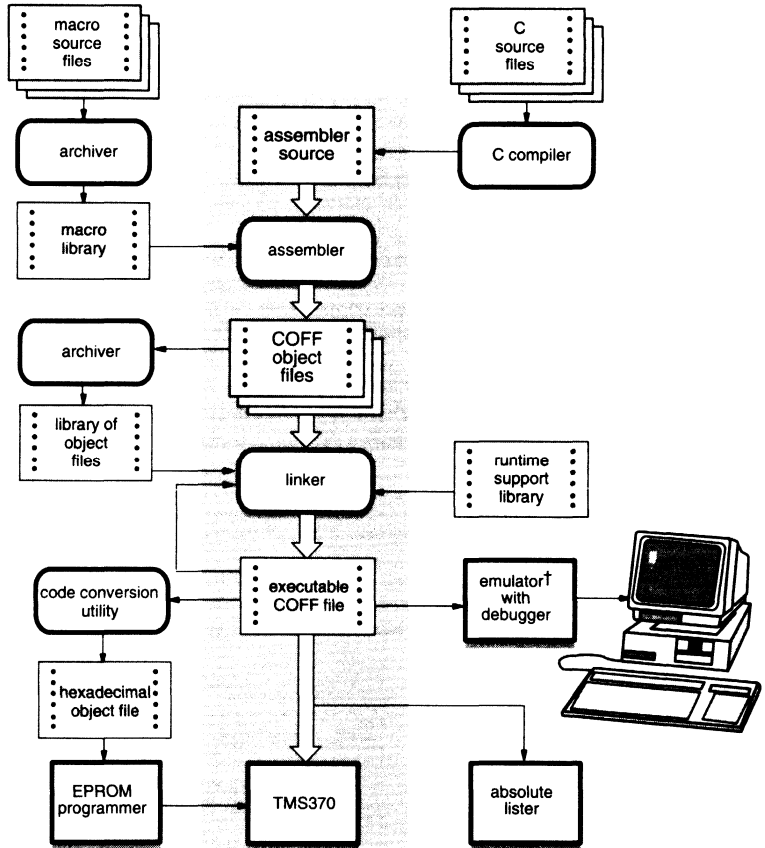 macro
source
files
C
source
files
archiver
assembler
source
C compiler
macro
library
assembler
archiver
COFF
object
files
library of
object
files
linker
runtime
support
library
code conversion
utility
executable
COFF file
emulator†
with
debugger
hexadecimal
object file
EPROM
programmer
TMS370
absolute
lister